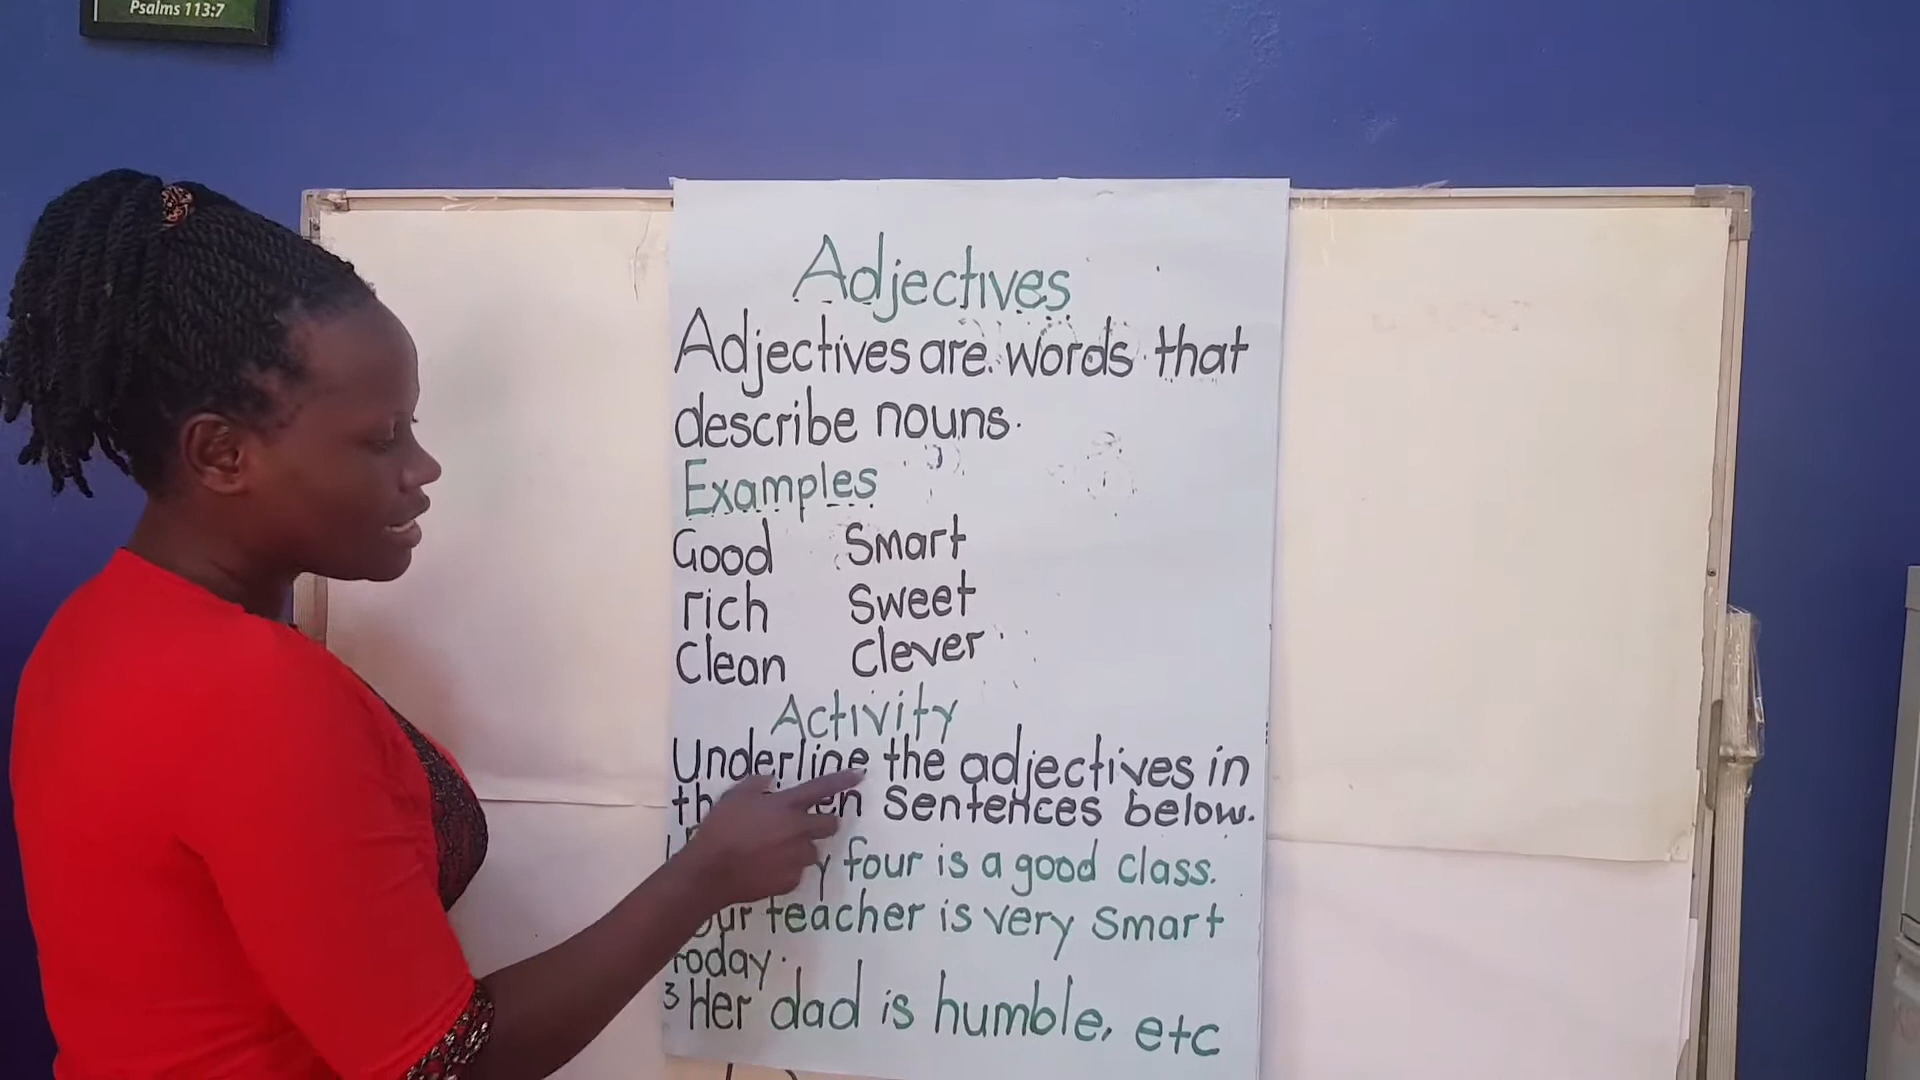 Psalms 113:7
Adjectives
Adjectives are words that
describe nouns.
Examples
Good Smart
rich Sweet
Clean Clever
Activity
Underline the adjectives in
sentences below.
four is a good class.
teacher is very smart
today.
3 Her dad is humble, etc